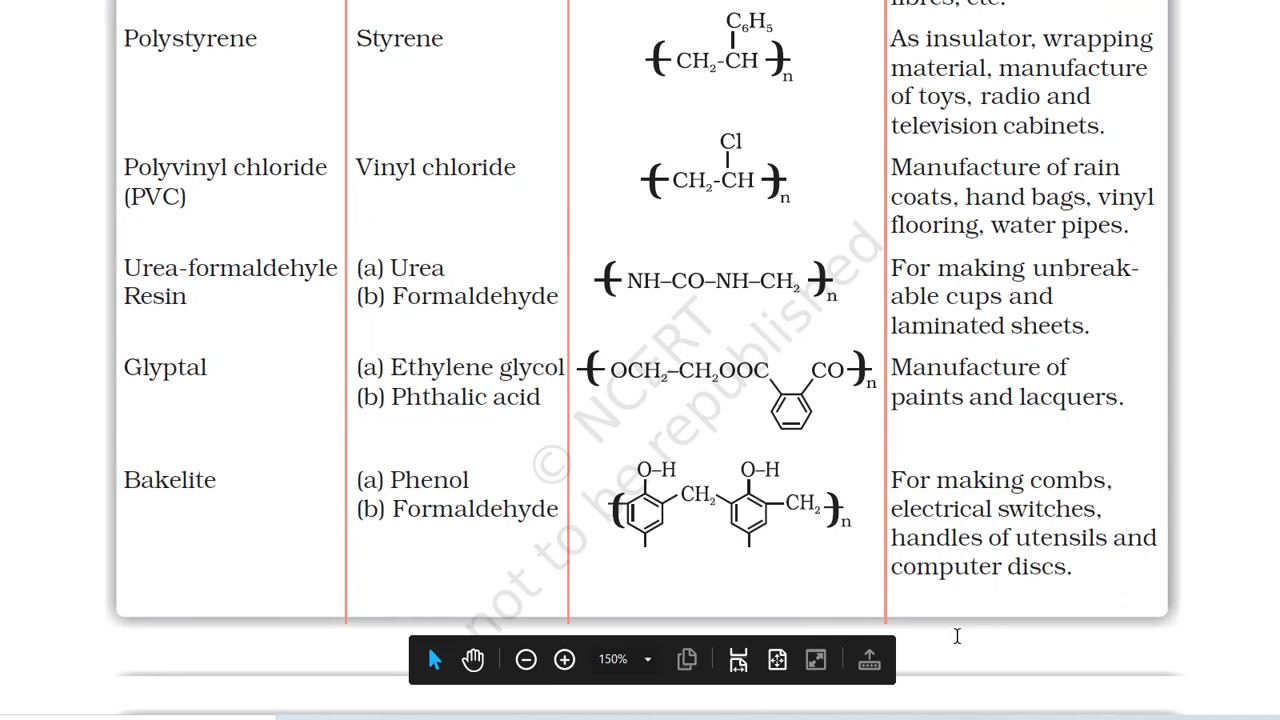 fibres, etc.
Polystyrene Styrene
C₆H₅
( CH₂-CH )n
As insulator, wrapping
material, manufacture
of toys, radio and
television cabinets.
Polyvinyl chloride
(PVC)
Vinyl chloride
Cl
( CH₂-CH )n
Manufacture of rain
coats, hand bags, vinyl
flooring, water pipes.
Urea-formaldehyle
Resin
(a) Urea
(b) Formaldehyde
( NH–CO–NH–CH₂ )n
For making unbreak-
able cups and
laminated sheets.
Glyptal
(a) Ethylene glycol
(b) Phthalic acid
( OCH₂–CH₂OOC CO )n
Manufacture of
paints and lacquers.
Bakelite
(a) Phenol
(b) Formaldehyde
O–H O–H
( CH₂ CH₂ )n
For making combs,
electrical switches,
handles of utensils and
computer discs.
© NCERT
not to be republished
150%